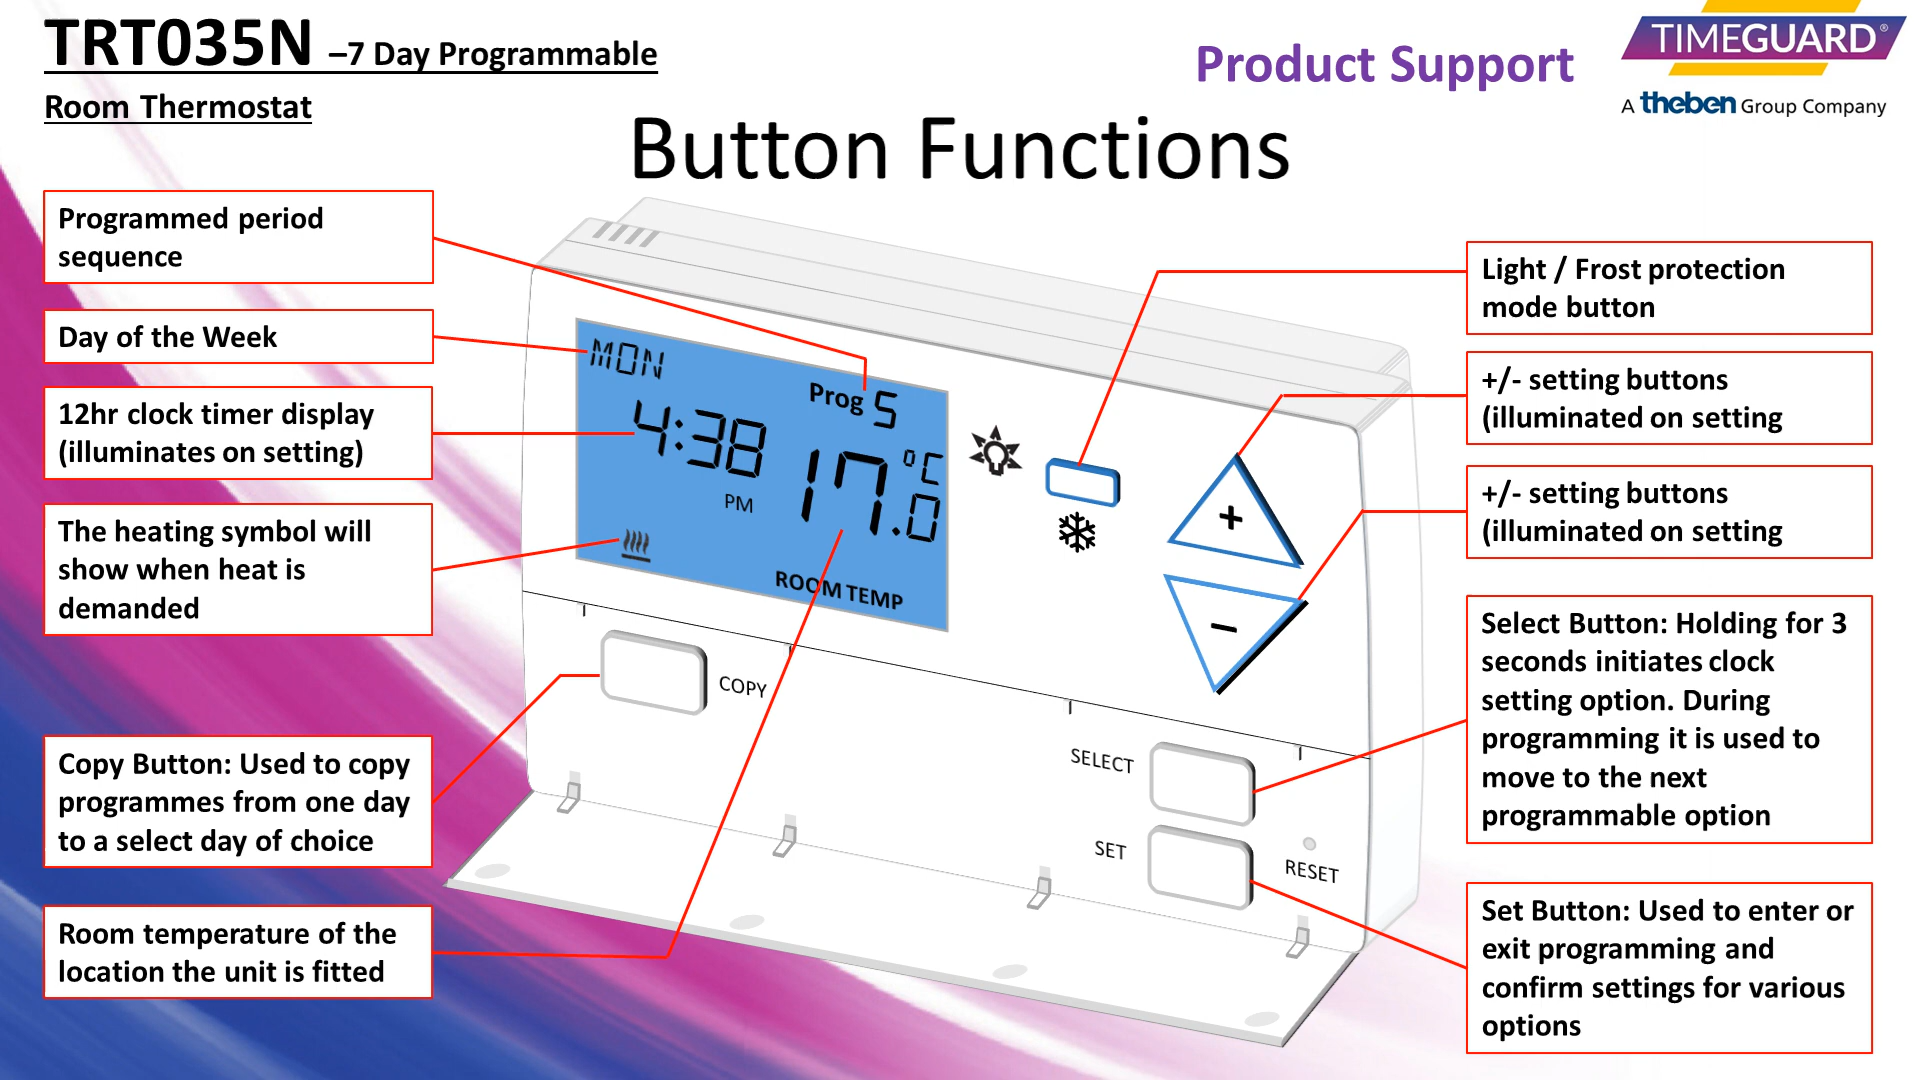 TRT035N –7 Day Programmable
Room Thermostat
Product Support
TIMEGUARD®
A theben Group Company
Button Functions
Programmed period
sequence
Day of the Week
12hr clock timer display
(illuminates on setting)
The heating symbol will
show when heat is
demanded
Copy Button: Used to copy
programmes from one day
to a select day of choice
Room temperature of the
location the unit is fitted
MON
Prog 5
4:38
PM
17.0
°C
ROOM TEMP
+
−
COPY
SELECT
SET
RESET
Light / Frost protection
mode button
+/- setting buttons
(illuminated on setting
+/- setting buttons
(illuminated on setting
Select Button: Holding for 3
seconds initiates clock
setting option. During
programming it is used to
move to the next
programmable option
Set Button: Used to enter or
exit programming and
confirm settings for various
options